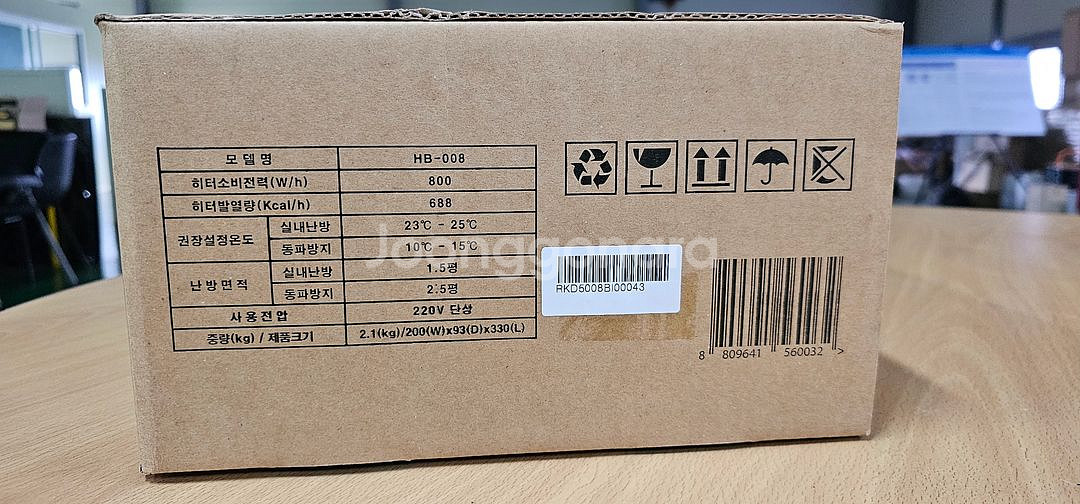 모델명 HB-008
히터소비전력(W/h) 800
히터발열량(Kcal/h) 688
권장설정온도 실내난방 23℃ - 25℃
동파방지 10℃ - 15℃
난방면적 실내난방 1.5평
동파방지 2.5평
사용전압 220V 단상
중량(kg) / 제품크기 2.1(kg)/200(W)x93(D)x330(L)
Joonggonara
RKD5008BI00043
8 809641 560032 >